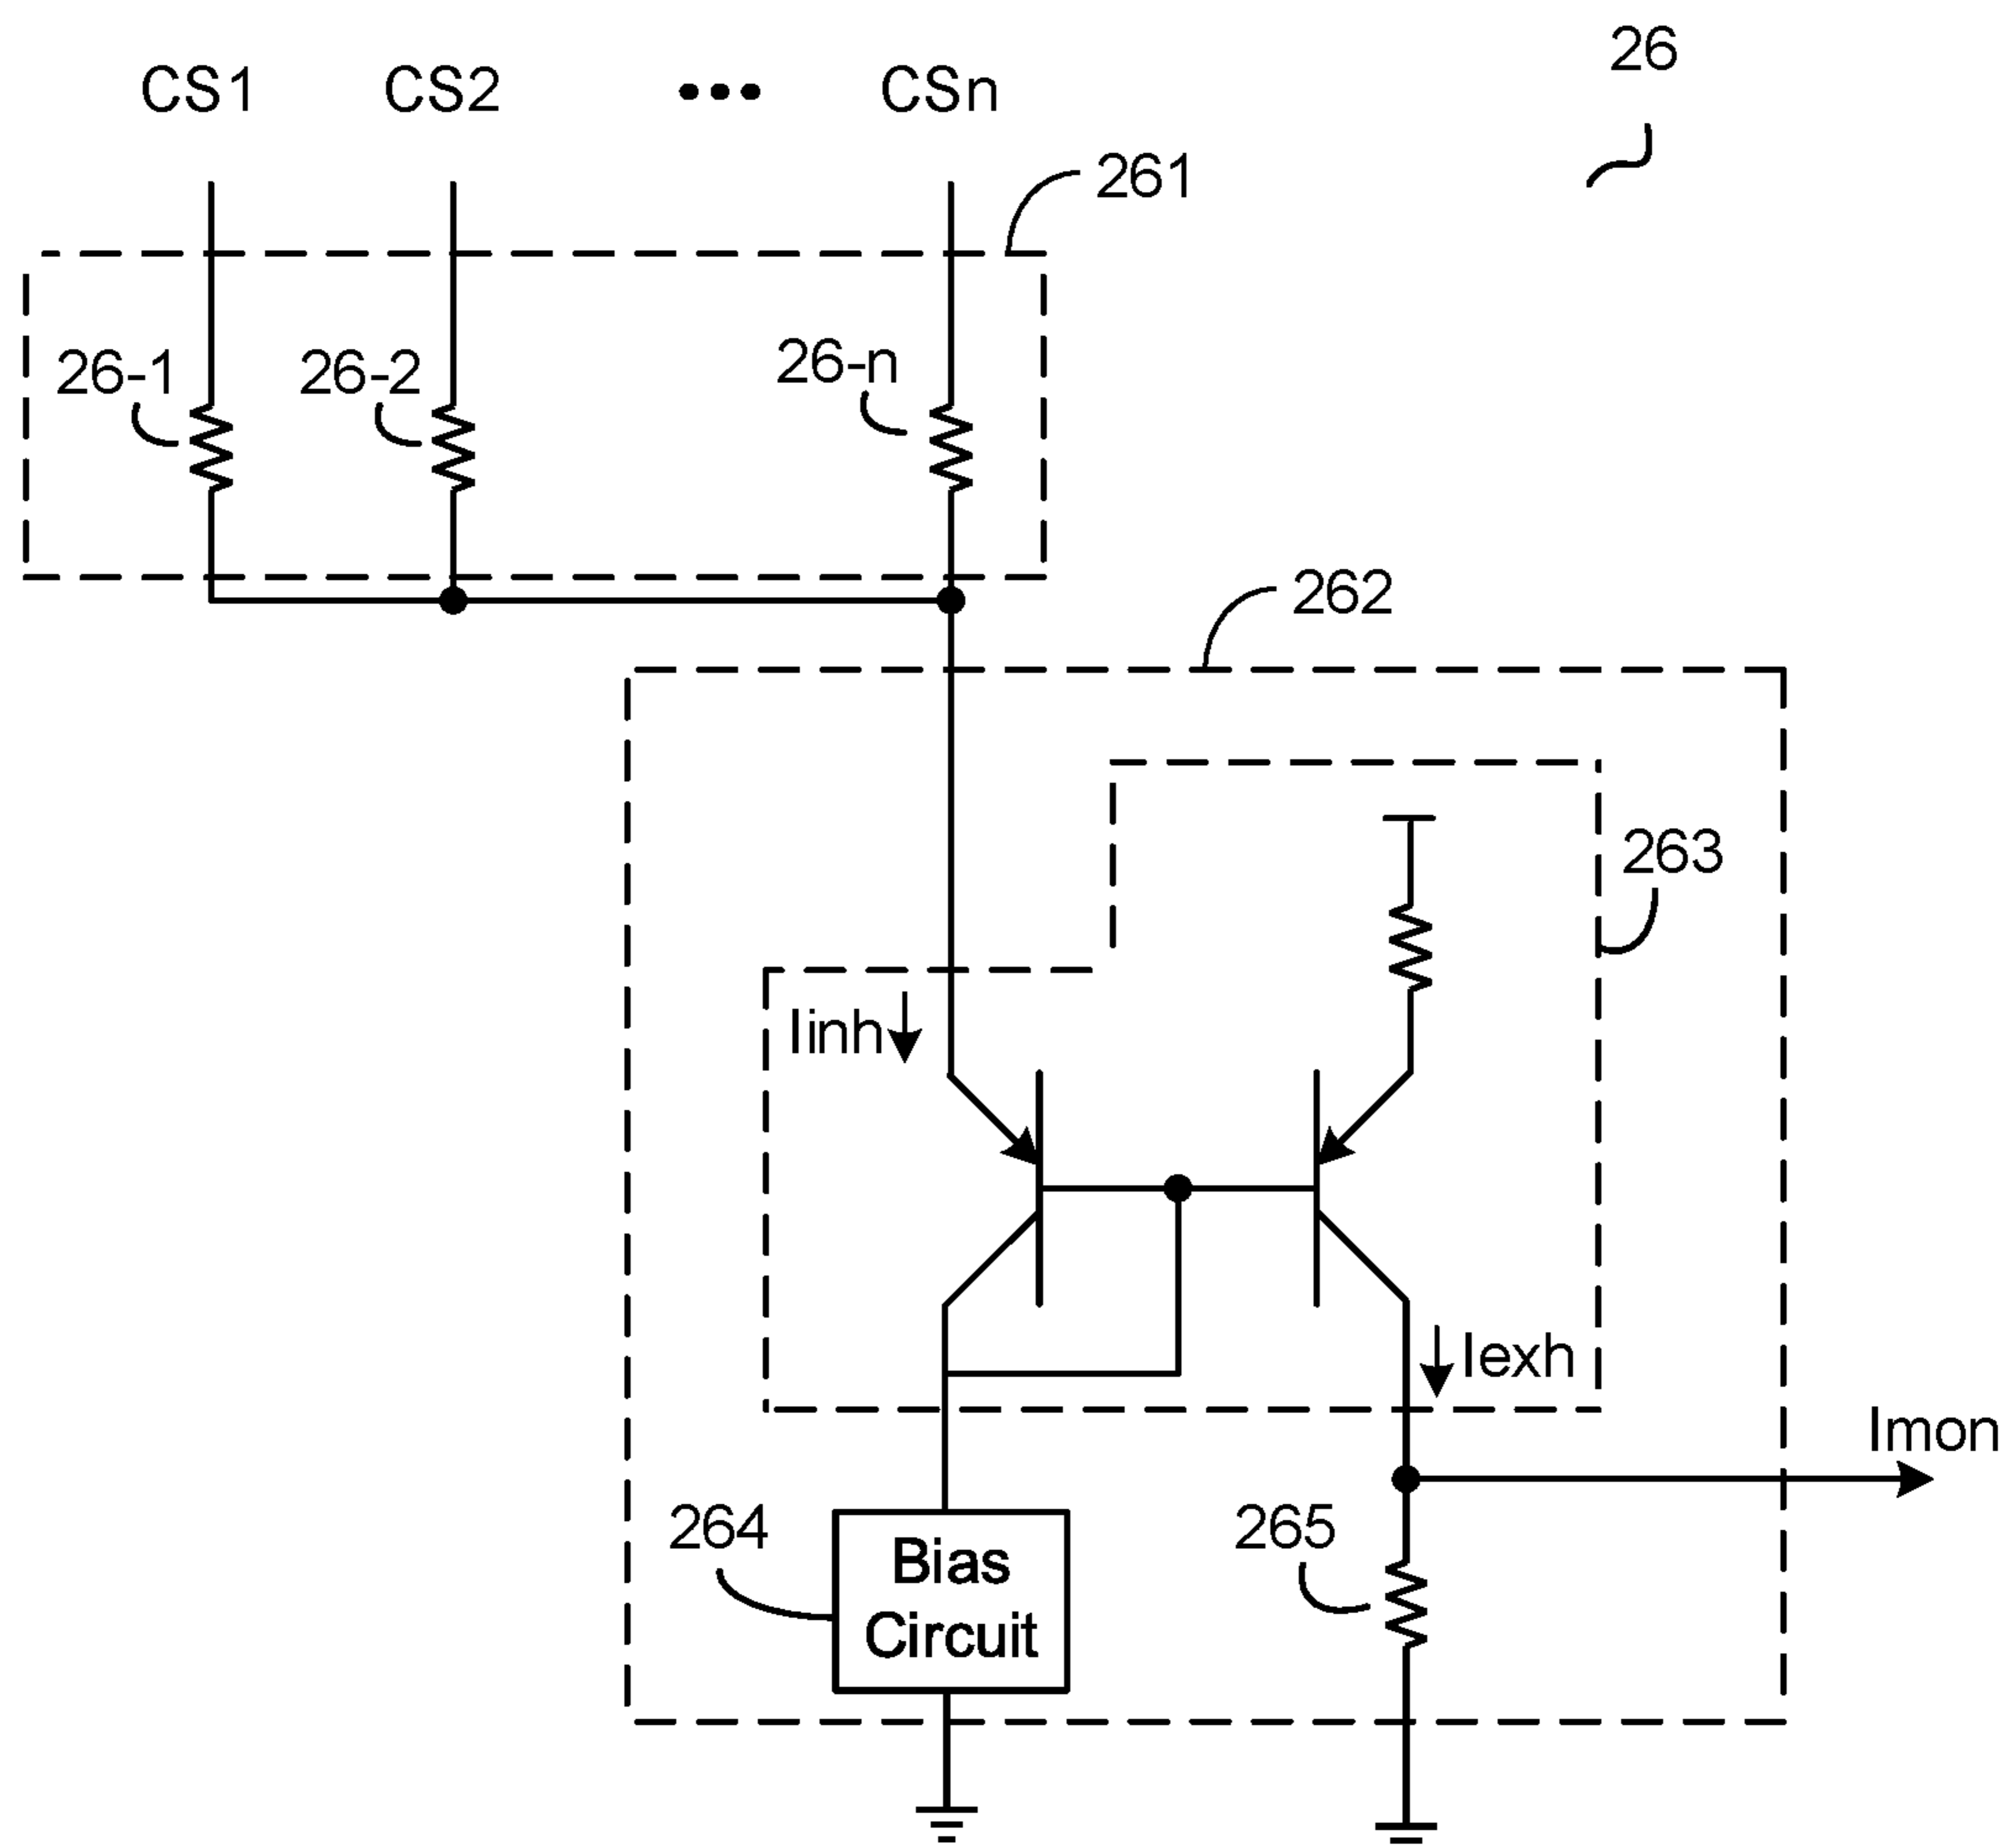 26
CS1 CS2 ••• CSn
261
26-1 26-2 26-n
262
263
Iinh
Iexh
Imon
264
Bias
Circuit
265